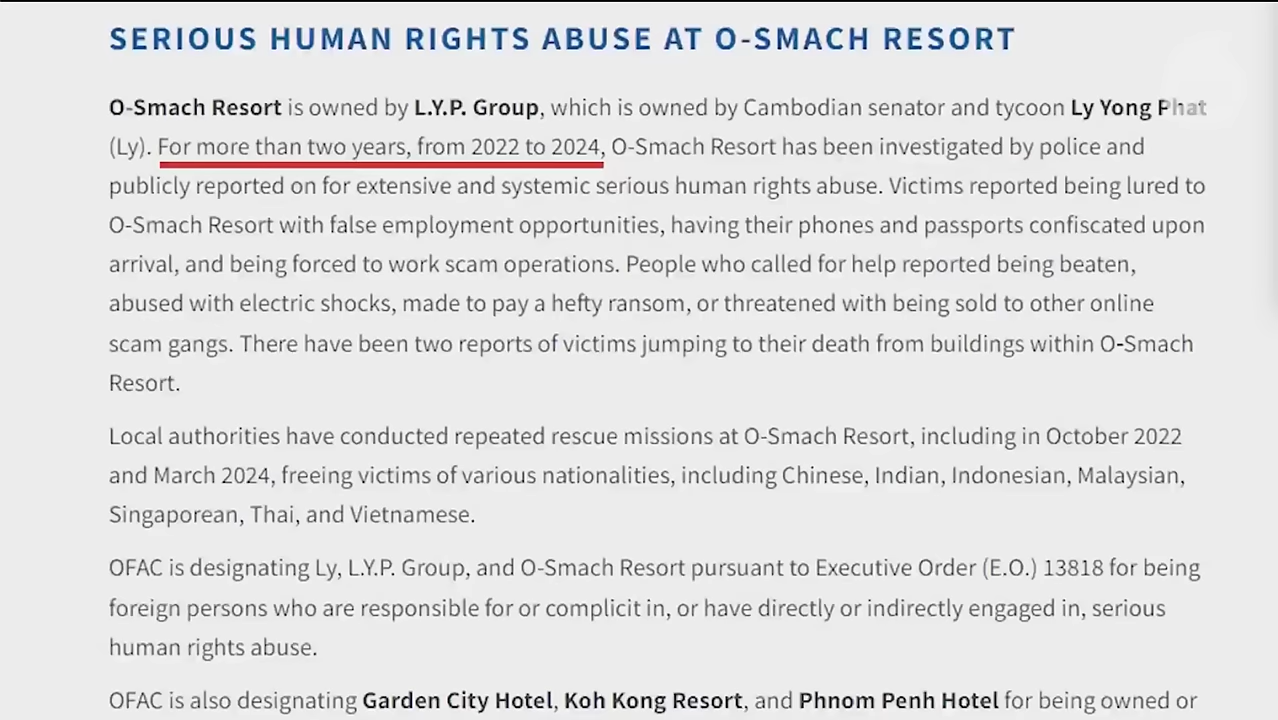 SERIOUS HUMAN RIGHTS ABUSE AT O-SMACH RESORT
O-Smach Resort is owned by L.Y.P. Group, which is owned by Cambodian senator and tycoon Ly Yong Phat
(Ly). For more than two years, from 2022 to 2024, O-Smach Resort has been investigated by police and
publicly reported on for extensive and systemic serious human rights abuse. Victims reported being lured to
O-Smach Resort with false employment opportunities, having their phones and passports confiscated upon
arrival, and being forced to work scam operations. People who called for help reported being beaten,
abused with electric shocks, made to pay a hefty ransom, or threatened with being sold to other online
scam gangs. There have been two reports of victims jumping to their death from buildings within O-Smach
Resort.
Local authorities have conducted repeated rescue missions at O-Smach Resort, including in October 2022
and March 2024, freeing victims of various nationalities, including Chinese, Indian, Indonesian, Malaysian,
Singaporean, Thai, and Vietnamese.
OFAC is designating Ly, L.Y.P. Group, and O-Smach Resort pursuant to Executive Order (E.O.) 13818 for being
foreign persons who are responsible for or complicit in, or have directly or indirectly engaged in, serious
human rights abuse.
OFAC is also designating Garden City Hotel, Koh Kong Resort, and Phnom Penh Hotel for being owned or